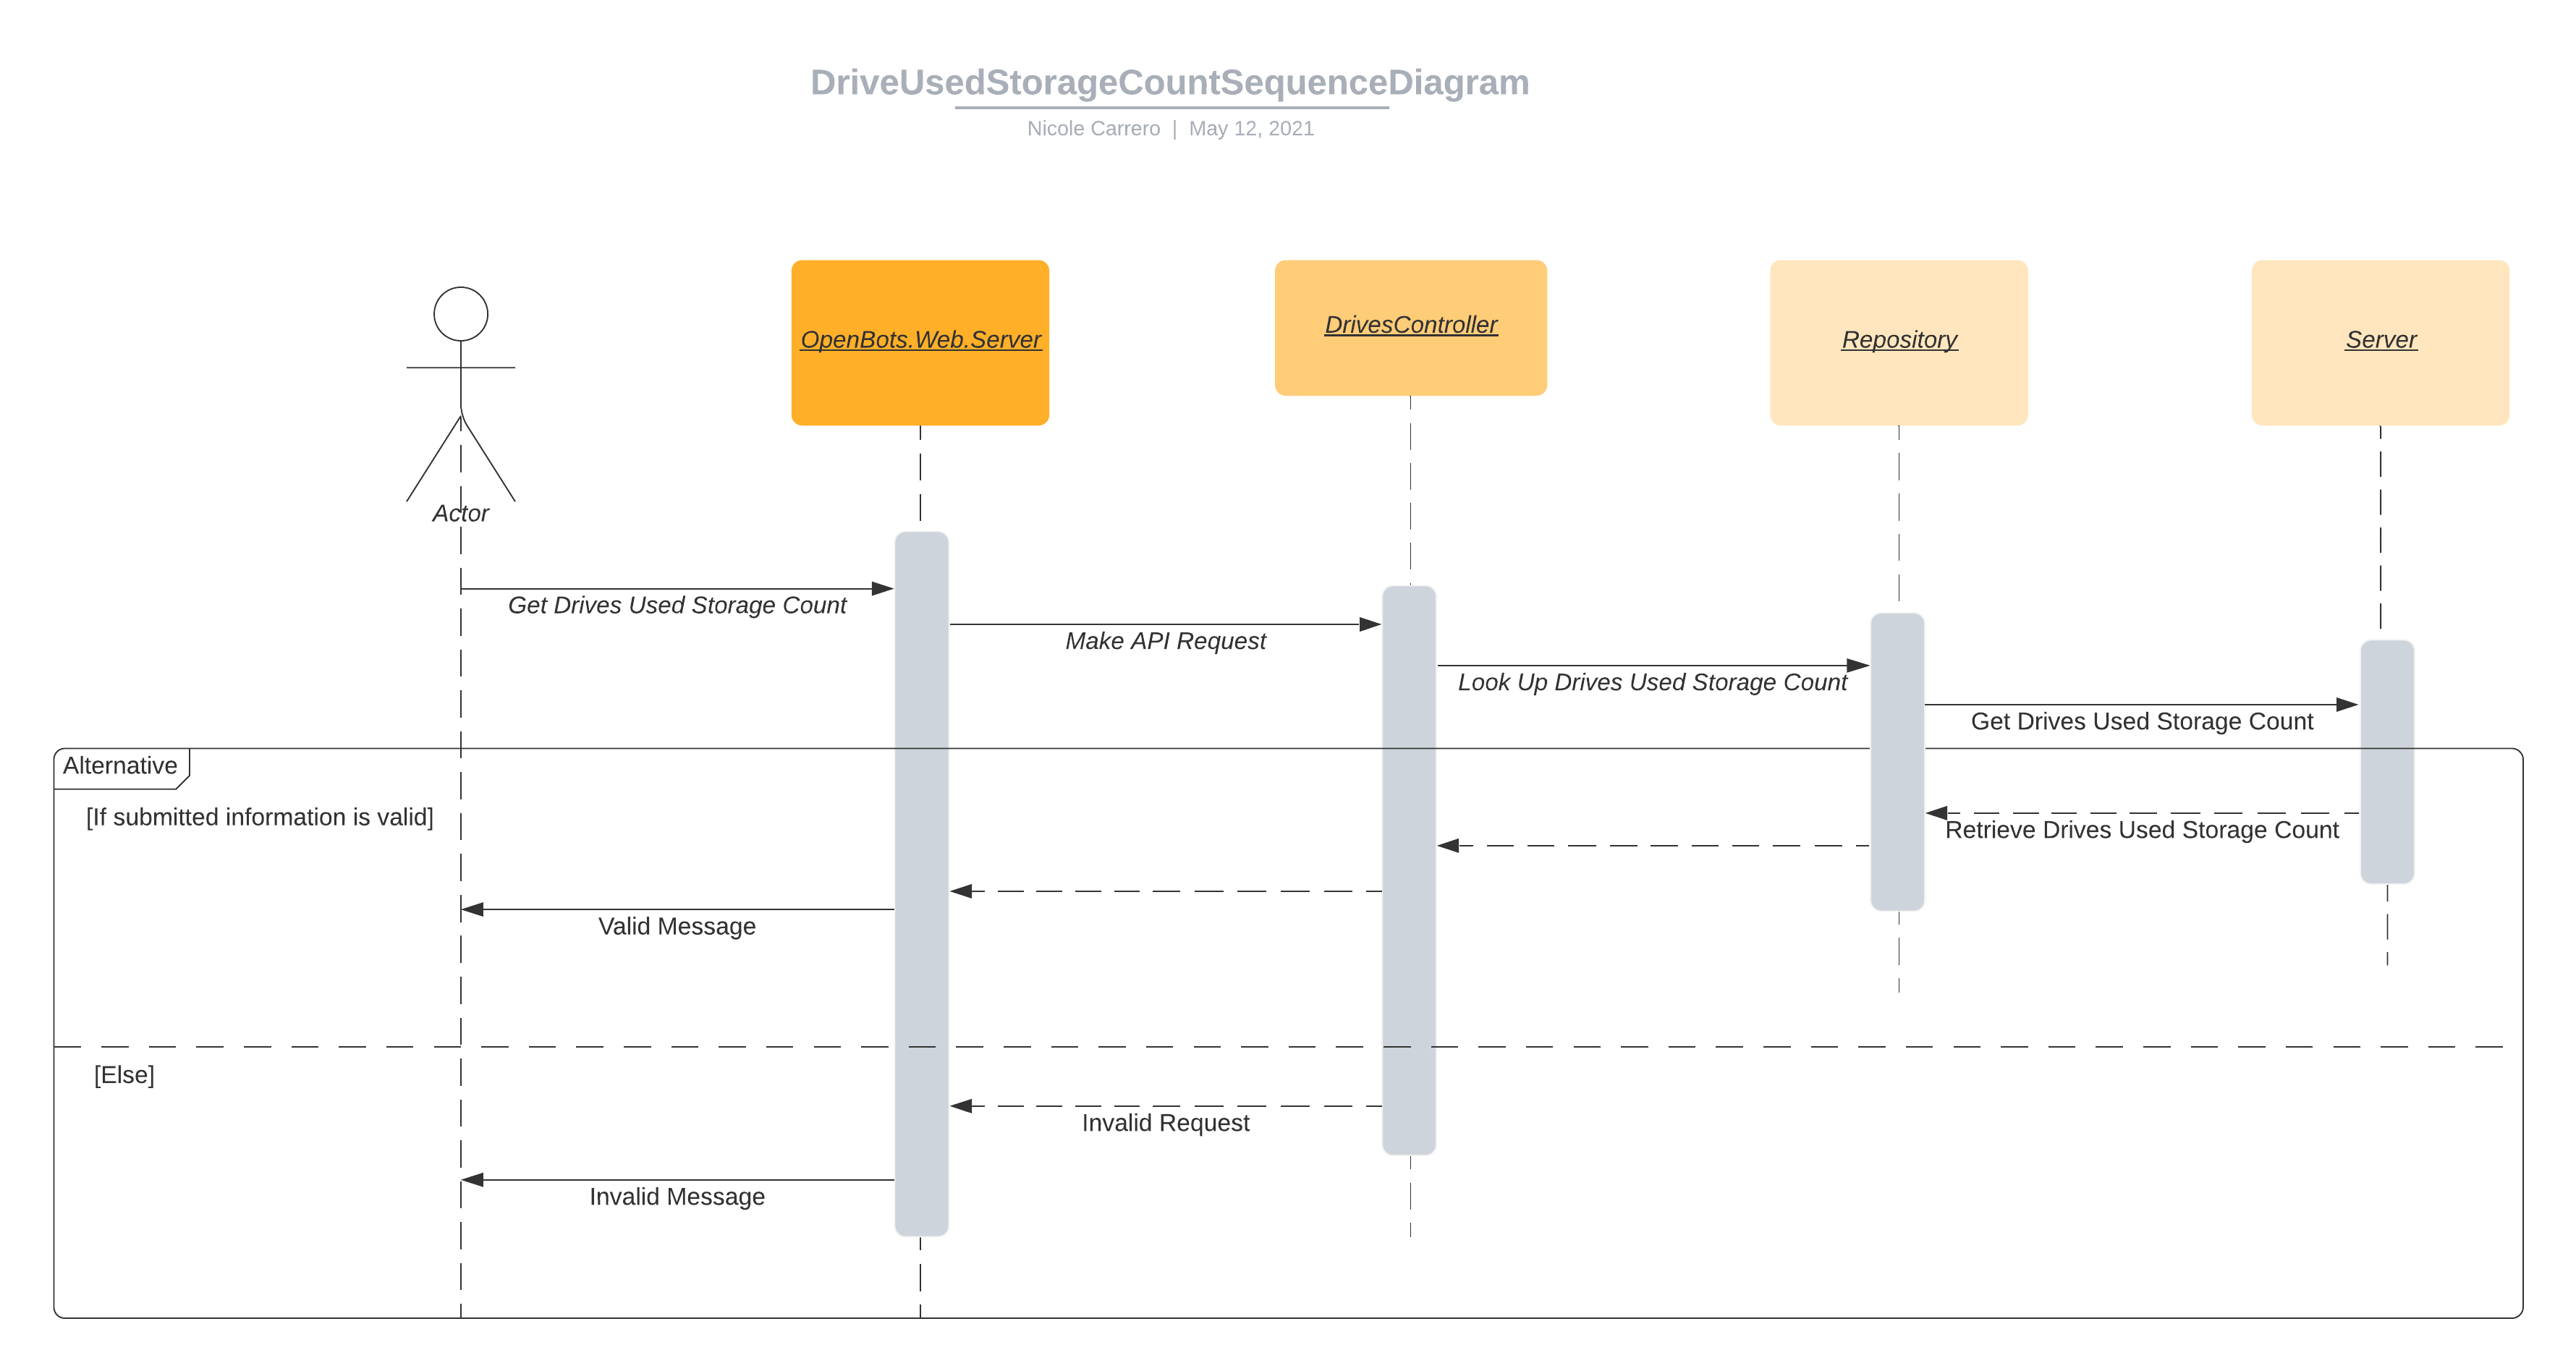 DriveUsedStorageCountSequenceDiagram
Nicole Carrero | May 12, 2021
OpenBots.Web.Server
DrivesController
Repository
Server
Actor
Get Drives Used Storage Count
Make API Request
Look Up Drives Used Storage Count
Get Drives Used Storage Count
Alternative
[If submitted information is valid]
Retrieve Drives Used Storage Count
Valid Message
[Else]
Invalid Request
Invalid Message